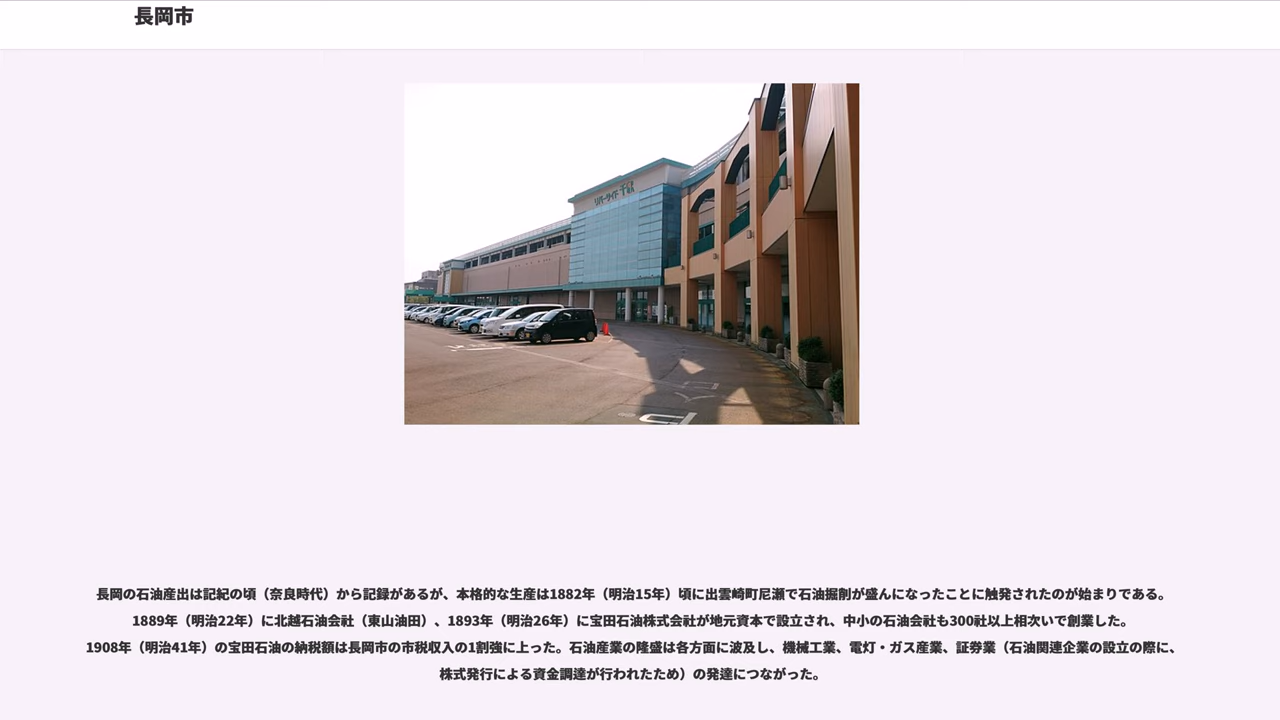 長岡市
リバーサイド千秋
長岡の石油産出は記紀の頃（奈良時代）から記録があるが、本格的な生産は1882年（明治15年）頃に出雲崎町尼瀬で石油掘削が盛んになったことに触発されたのが始まりである。
1889年（明治22年）に北越石油会社（東山油田）、1893年（明治26年）に宝田石油株式会社が地元資本で設立され、中小の石油会社も300社以上相次いで創業した。
1908年（明治41年）の宝田石油の納税額は長岡市の市税収入の1割強に上った。石油産業の隆盛は各方面に波及し、機械工業、電灯・ガス産業、証券業（石油関連企業の設立の際に、
株式発行による資金調達が行われたため）の発達につながった。